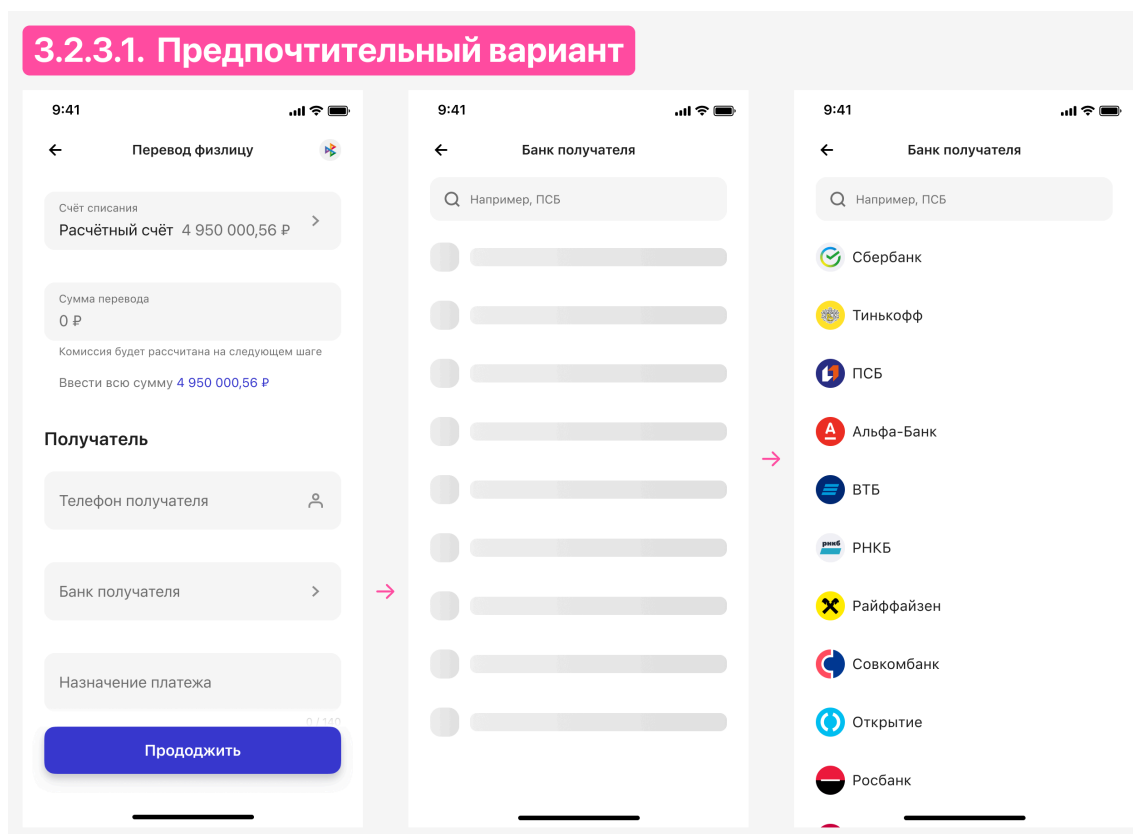 3.2.3.1. Предпочтительный вариант
9:41
Перевод физлицу
Счёт списания
Расчётный счёт 4 950 000,56 ₽
Сумма перевода
0 ₽
Комиссия будет рассчитана на следующем шаге
Ввести всю сумму 4 950 000,56 ₽
Получатель
Телефон получателя
Банк получателя
Назначение платежа
0 / 140
Прододжить
9:41
Банк получателя
Например, ПСБ
9:41
Банк получателя
Например, ПСБ
Сбербанк
Тинькофф
ПСБ
А
Альфа-Банк
ВТБ
рнкб
РНКБ
Райффайзен
Совкомбанк
Открытие
Росбанк